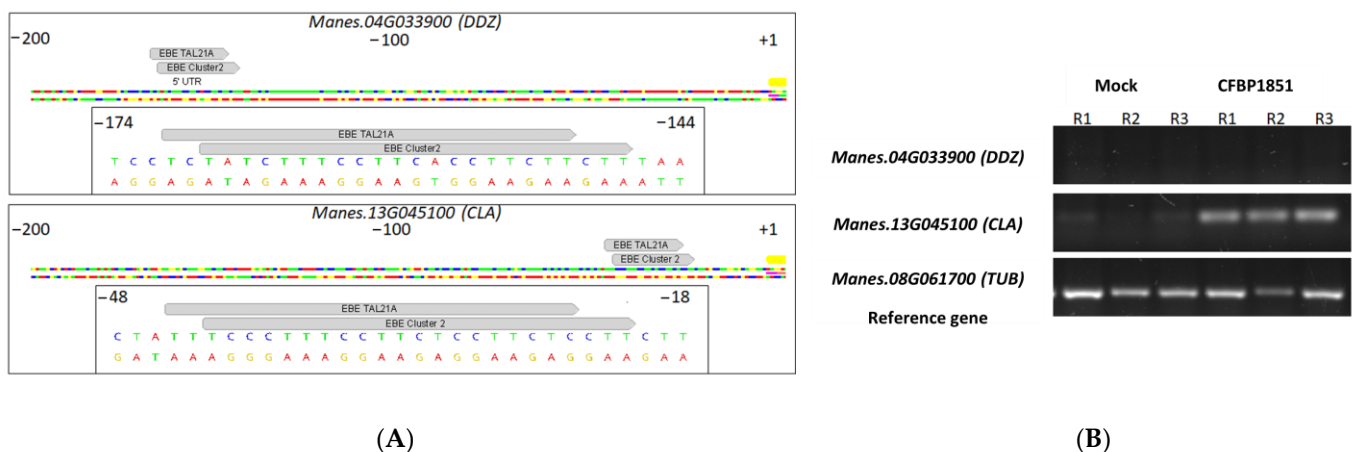 Manes.04G033900 (DDZ)
−200 −100 +1
EBE TAL21A
EBE Cluster2
5' UTR
−174 −144
EBE TAL21A
EBE Cluster2
T C C T C T A T C T T T C C T T C A C C T T C T T C T T T A A
A G G A G A T A G A A A G G A A G T G G A A G A A G A A A T T
Manes.13G045100 (CLA)
−200 −100 +1
EBE TAL21A
EBE Cluster 2
−48 −18
EBE TAL21A
EBE Cluster 2
C T A T T T C C C T T T C C T T C T C C T T C T C C T T C T T
G A T A A A G G G A A A G G A A G A G G A A G A G G A A G A A
(A)
Mock CFBP1851
R1 R2 R3 R1 R2 R3
Manes.04G033900 (DDZ)
Manes.13G045100 (CLA)
Manes.08G061700 (TUB)
Reference gene
(B)